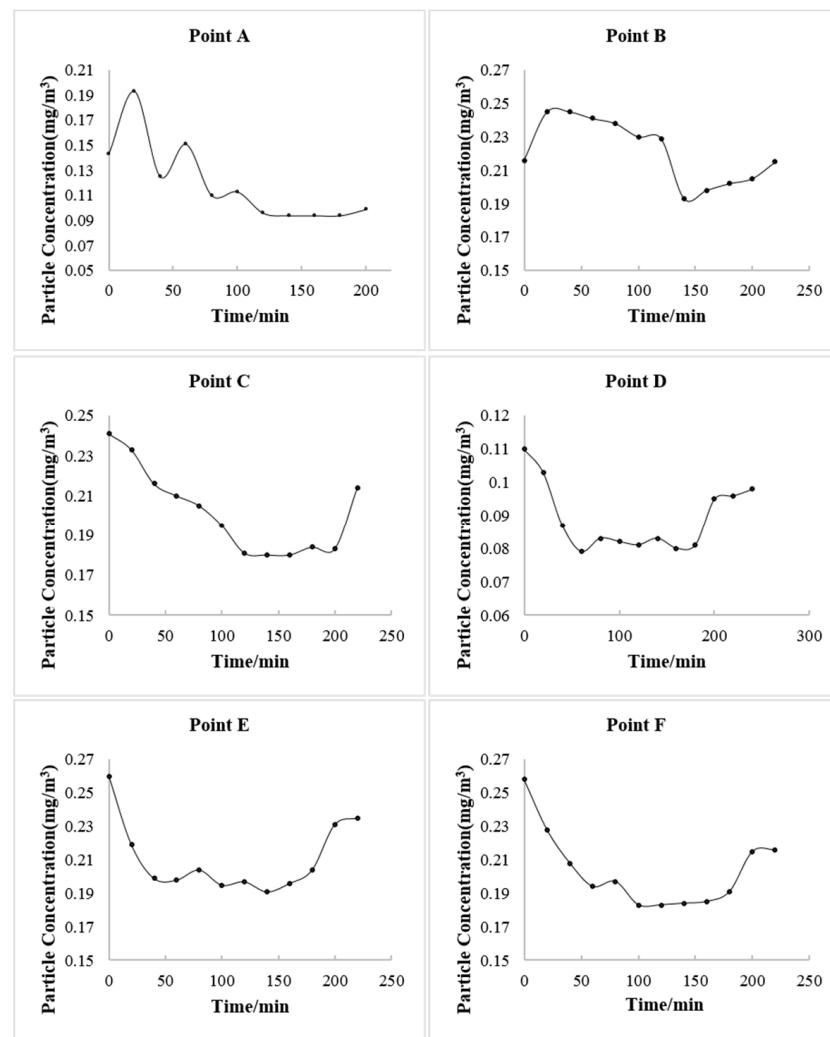 Point A
Particle Concentration(mg/m³)
0.21
0.19
0.17
0.15
0.13
0.11
0.09
0.07
0.05
0 50 100 150 200
Time/min
Point B
Particle Concentration(mg/m³)
0.27
0.25
0.23
0.21
0.19
0.17
0.15
0 50 100 150 200 250
Time/min
Point C
Particle Concentration(mg/m³)
0.25
0.23
0.21
0.19
0.17
0.15
0 50 100 150 200 250
Time/min
Point D
Particle Concentration(mg/m³)
0.12
0.11
0.1
0.09
0.08
0.07
0.06
0 100 200 300
Time/min
Point E
Particle Concentration(mg/m³)
0.27
0.25
0.23
0.21
0.19
0.17
0.15
0 50 100 150 200 250
Time/min
Point F
Particle Concentration(mg/m³)
0.27
0.25
0.23
0.21
0.19
0.17
0.15
0 50 100 150 200 250
Time/min